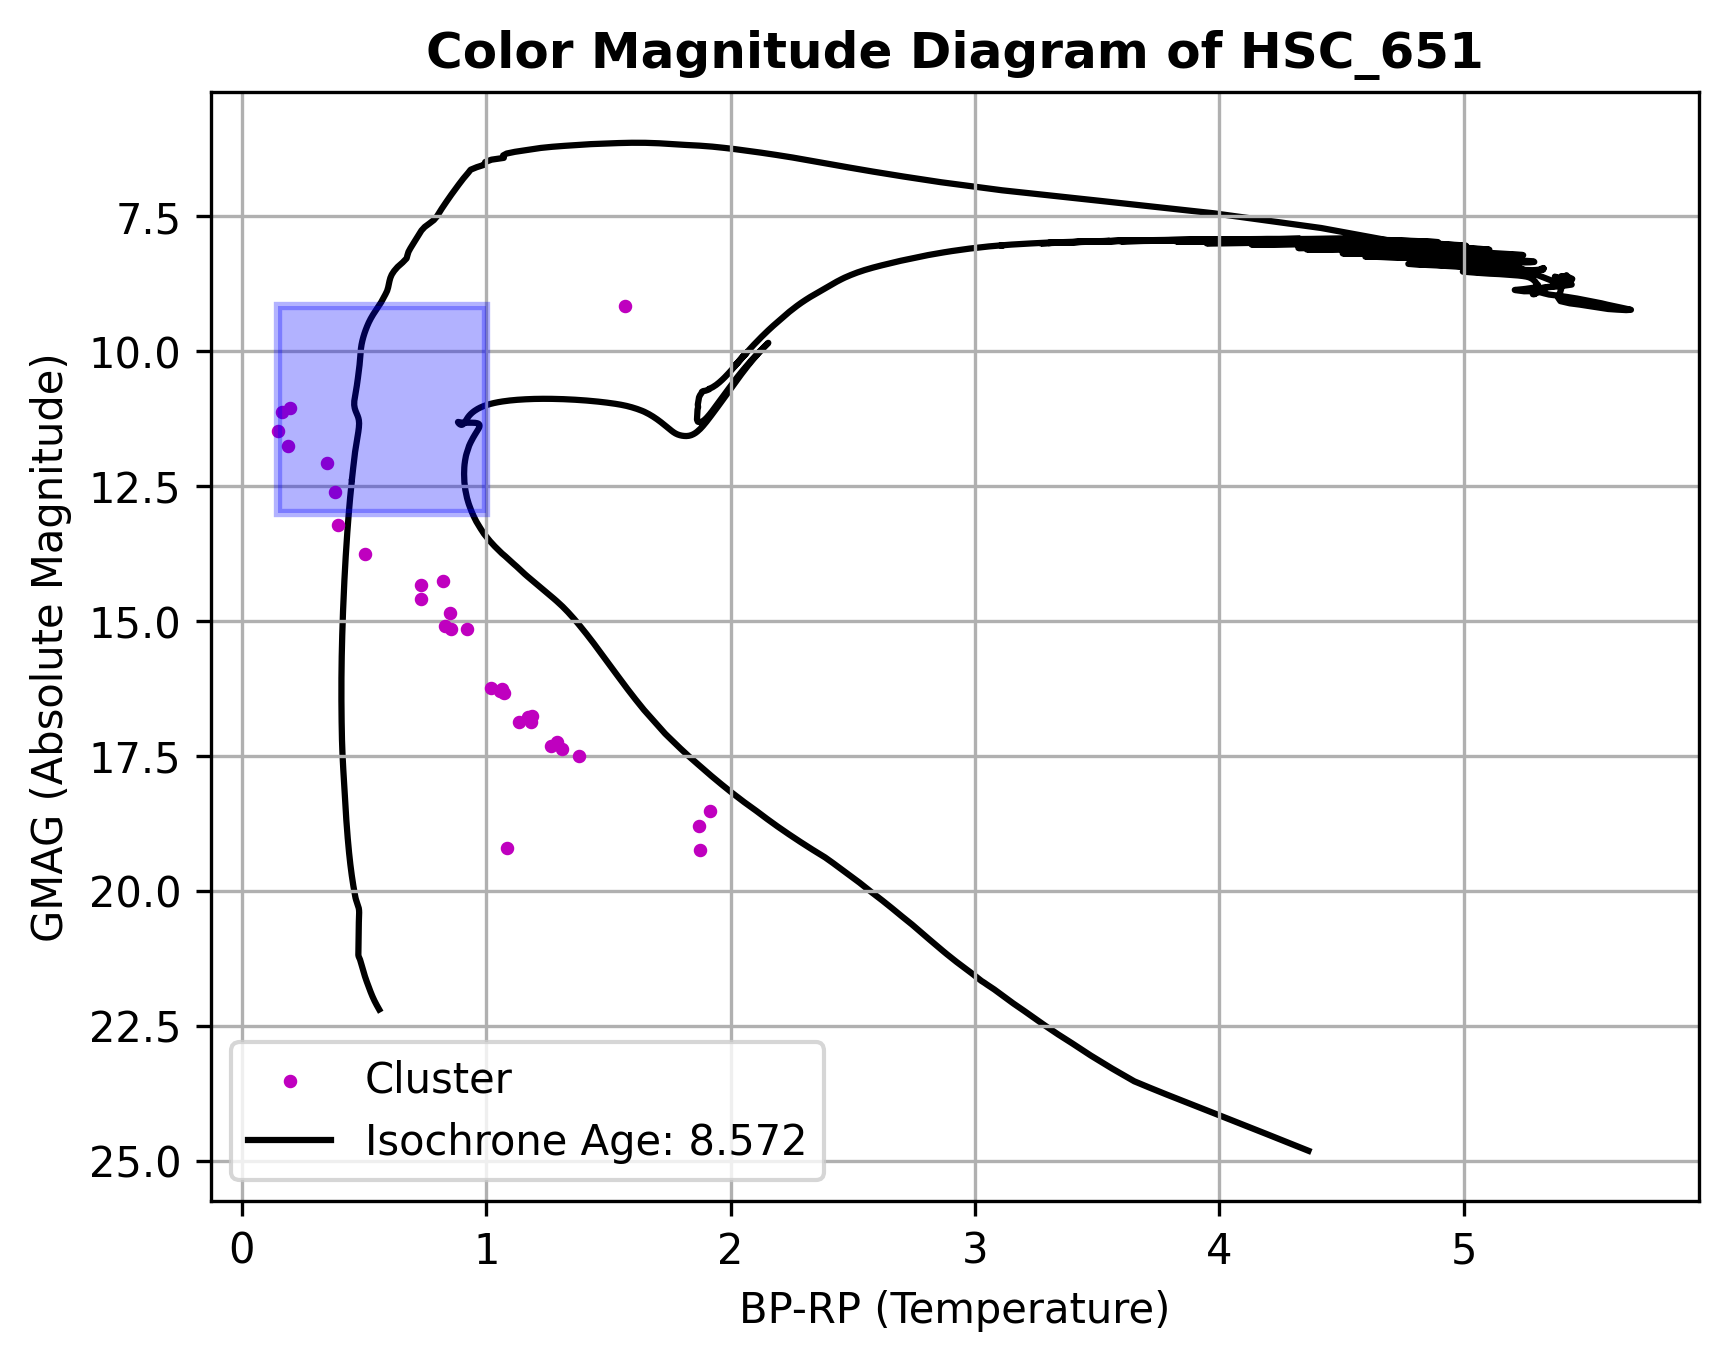 Color Magnitude Diagram of HSC_651
GMAG (Absolute Magnitude)
7.5
10.0
12.5
15.0
17.5
20.0
22.5
25.0
Cluster
Isochrone Age: 8.572
0 1 2 3 4 5
BP-RP (Temperature)